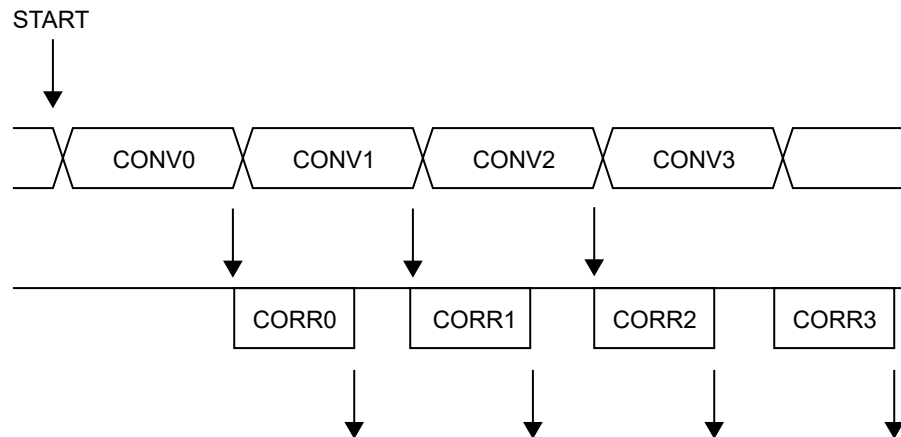 START
CONV0 CONV1 CONV2 CONV3
CORR0 CORR1 CORR2 CORR3